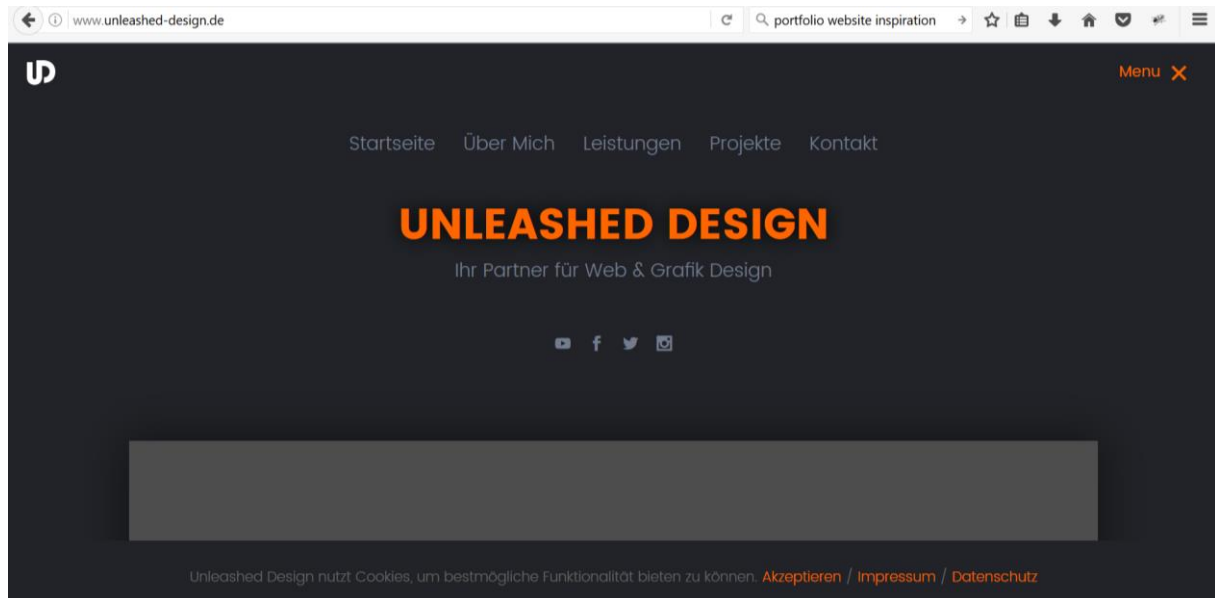 www.unleashed-design.de
portfolio website inspiration
UD
Menu
Startseite Über Mich Leistungen Projekte Kontakt
UNLEASHED DESIGN
Ihr Partner für Web & Grafik Design
Unleashed Design nutzt Cookies, um bestmögliche Funktionalität bieten zu können. Akzeptieren / Impressum / Datenschutz